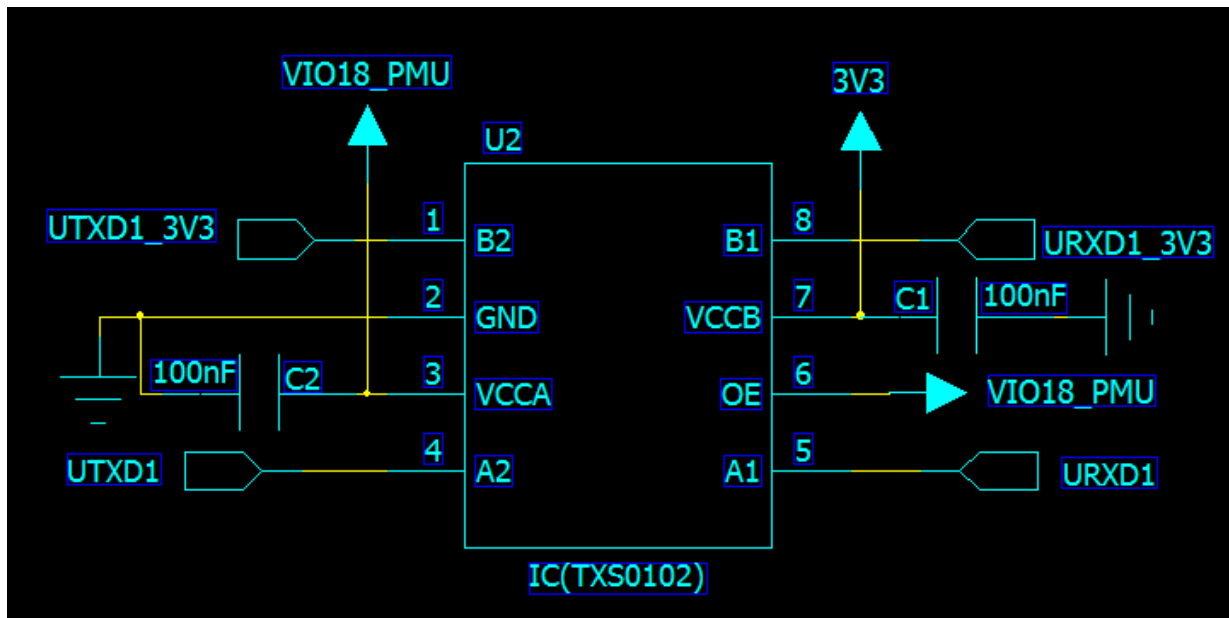 VIO18_PMU
3V3
U2
UTXD1_3V3
1
B2
B1
8
URXD1_3V3
2
GND
VCCB
7
C1
100nF
100nF
C2
3
VCCA
OE
6
VIO18_PMU
UTXD1
4
A2
A1
5
URXD1
IC(TXS0102)